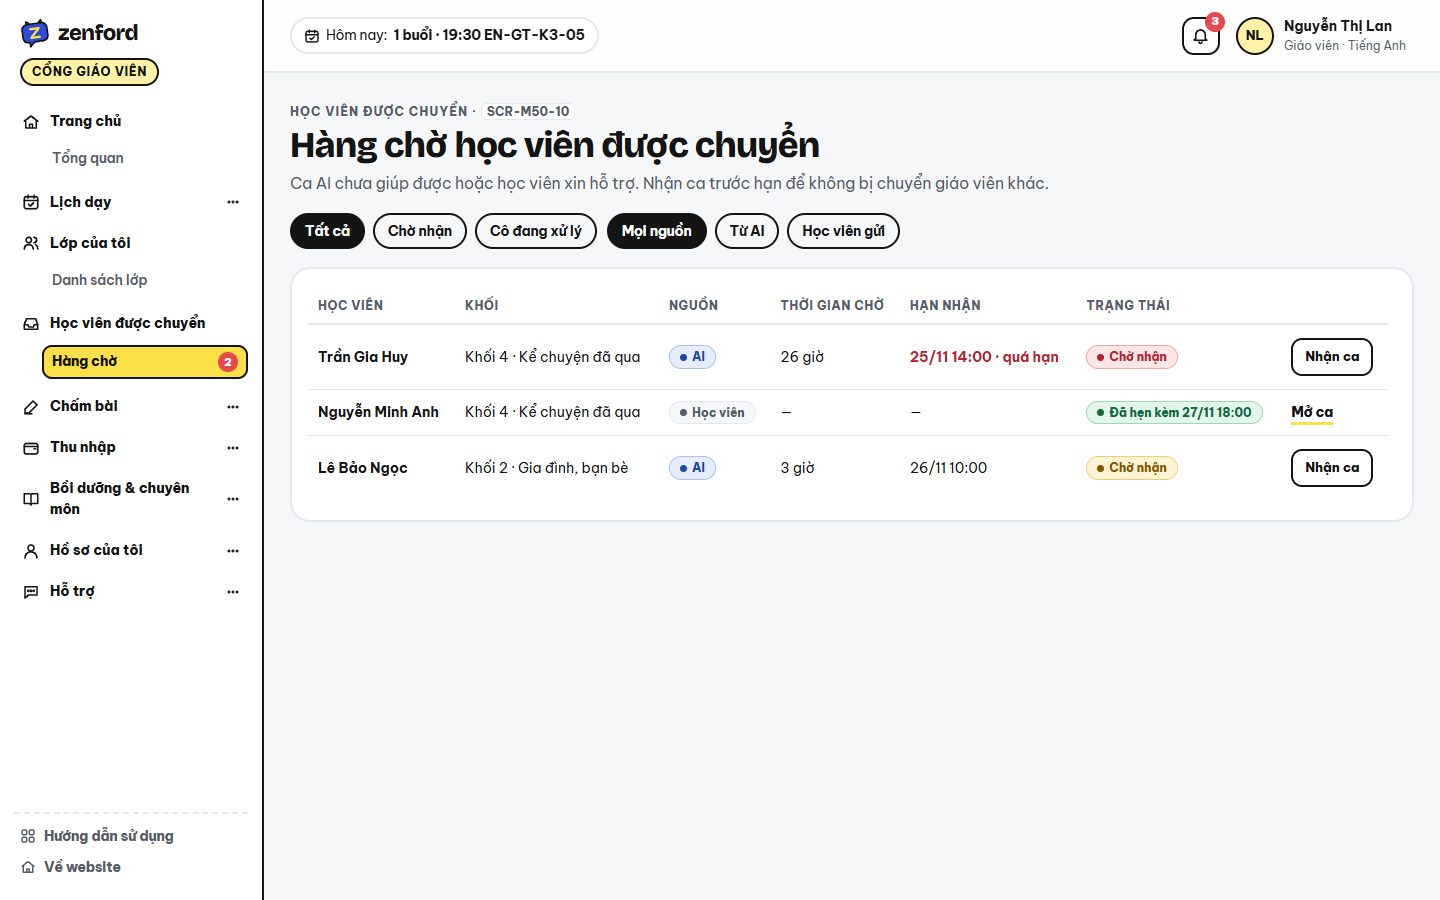 zenford
CỔNG GIÁO VIÊN
Trang chủ
Tổng quan
Lịch dạy
Lớp của tôi
Danh sách lớp
Học viên được chuyển
Hàng chờ 2
Chấm bài
Thu nhập
Bồi dưỡng & chuyên
môn
Hồ sơ của tôi
Hỗ trợ
Hướng dẫn sử dụng
Về website
Hôm nay: 1 buổi · 19:30 EN-GT-K3-05
3
NL
Nguyễn Thị Lan
Giáo viên · Tiếng Anh
HỌC VIÊN ĐƯỢC CHUYỂN · SCR-M50-10
Hàng chờ học viên được chuyển
Ca AI chưa giúp được hoặc học viên xin hỗ trợ. Nhận ca trước hạn để không bị chuyển giáo viên khác.
Tất cả Chờ nhận Cô đang xử lý Mọi nguồn Từ AI Học viên gửi
HỌC VIÊN KHỐI NGUỒN THỜI GIAN CHỜ HẠN NHẬN TRẠNG THÁI
Trần Gia Huy Khối 4 · Kể chuyện đã qua AI 26 giờ 25/11 14:00 · quá hạn Chờ nhận Nhận ca
Nguyễn Minh Anh Khối 4 · Kể chuyện đã qua Học viên – – Đã hẹn kèm 27/11 18:00 Mở ca
Lê Bảo Ngọc Khối 2 · Gia đình, bạn bè AI 3 giờ 26/11 10:00 Chờ nhận Nhận ca